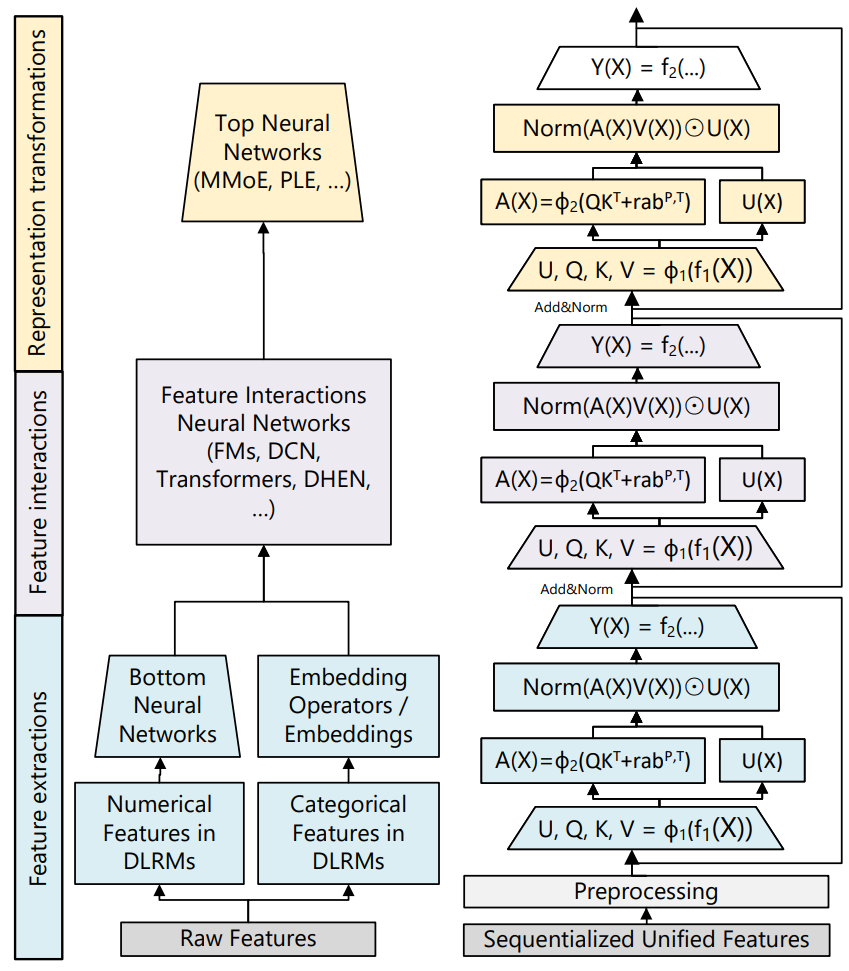 Representation transformations
Feature interactions
Feature extractions
Top Neural
Networks
(MMoE, PLE, ...)
Feature Interactions
Neural Networks
(FMs, DCN,
Transformers, DHEN,
...)
Bottom
Neural
Networks
Embedding
Operators /
Embeddings
Numerical
Features in
DLRMs
Categorical
Features in
DLRMs
Raw Features
Y(X) = f₂(...)
Norm(A(X)V(X))⊙U(X)
A(X)=ϕ₂(QKᵀ+rabᴾ,ᵀ)
U(X)
U, Q, K, V = ϕ₁(f₁(X))
Add&Norm
Y(X) = f₂(...)
Norm(A(X)V(X))⊙U(X)
A(X)=ϕ₂(QKᵀ+rabᴾ,ᵀ)
U(X)
U, Q, K, V = ϕ₁(f₁(X))
Add&Norm
Y(X) = f₂(...)
Norm(A(X)V(X))⊙U(X)
A(X)=ϕ₂(QKᵀ+rabᴾ,ᵀ)
U(X)
U, Q, K, V = ϕ₁(f₁(X))
Preprocessing
Sequentialized Unified Features